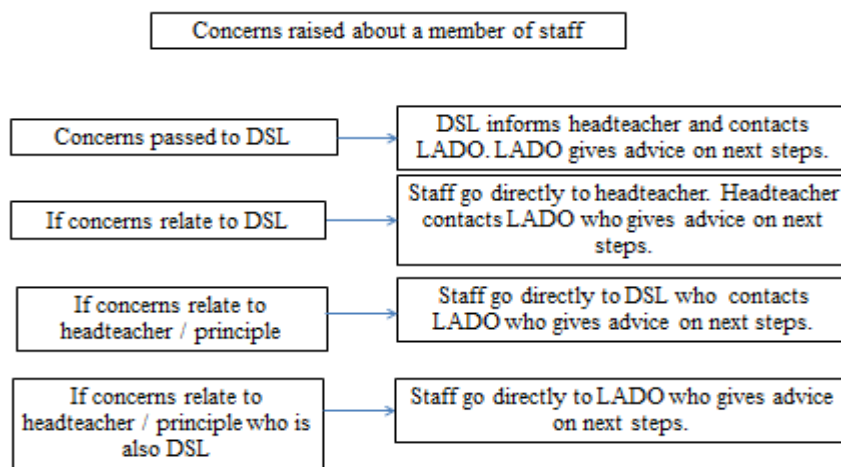 Concerns raised about a member of staff
Concerns passed to DSL
DSL informs headteacher and contacts
LADO. LADO gives advice on next steps.
If concerns relate to DSL
Staff go directly to headteacher. Headteacher
contacts LADO who gives advice on next
steps.
If concerns relate to
headteacher / principle
Staff go directly to DSL who contacts
LADO who gives advice on next steps.
If concerns relate to
headteacher / principle who is
also DSL
Staff go directly to LADO who gives advice
on next steps.